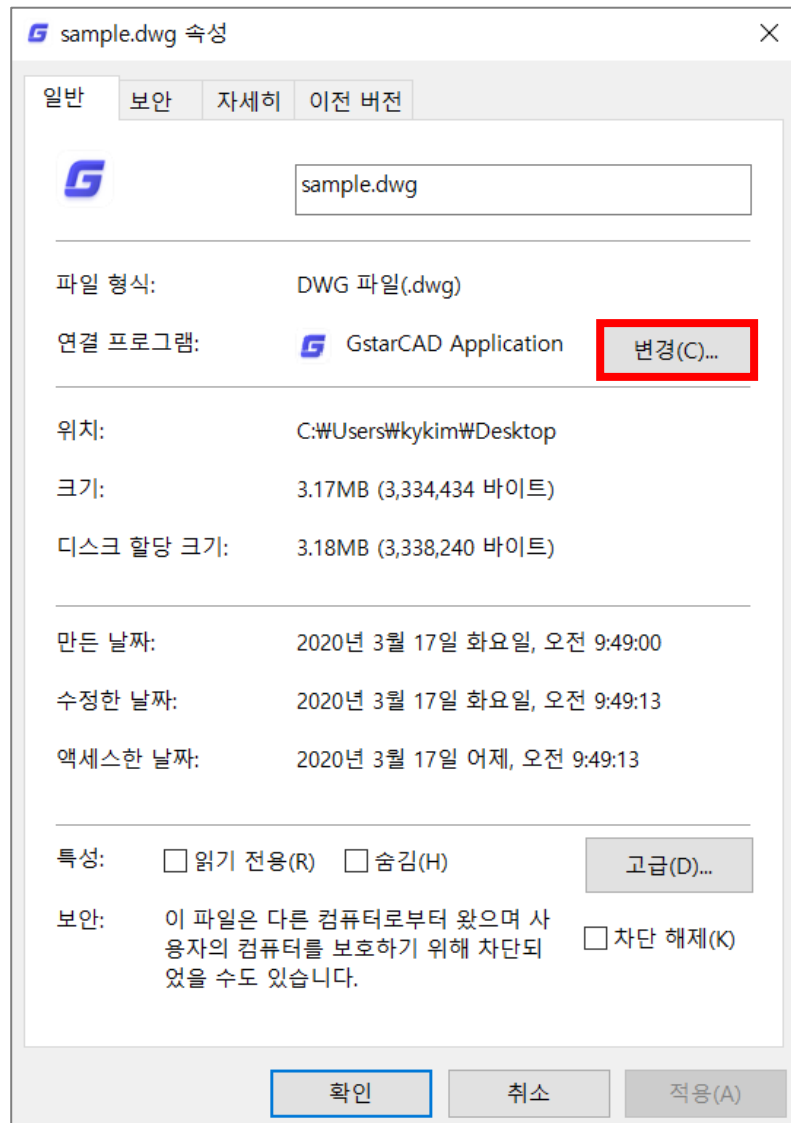 sample.dwg 속성
일반 보안 자세히 이전 버전
sample.dwg
파일 형식: DWG 파일(.dwg)
연결 프로그램: GstarCAD Application 변경(C)...
위치: C:₩Users₩kykim₩Desktop
크기: 3.17MB (3,334,434 바이트)
디스크 할당 크기: 3.18MB (3,338,240 바이트)
만든 날짜: 2020년 3월 17일 화요일, 오전 9:49:00
수정한 날짜: 2020년 3월 17일 화요일, 오전 9:49:13
액세스한 날짜: 2020년 3월 17일 어제, 오전 9:49:13
특성: 읽기 전용(R) 숨김(H) 고급(D)...
보안: 이 파일은 다른 컴퓨터로부터 왔으며 사
용자의 컴퓨터를 보호하기 위해 차단되 차단 해제(K)
었을 수도 있습니다.
확인 취소 적용(A)